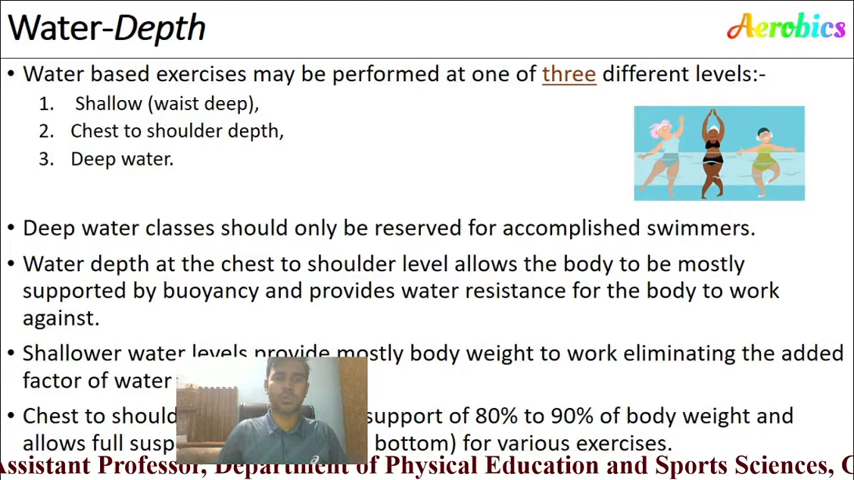 Water-Depth
Aerobics
• Water based exercises may be performed at one of three different levels:-
1. Shallow (waist deep),
2. Chest to shoulder depth,
3. Deep water.
• Deep water classes should only be reserved for accomplished swimmers.
• Water depth at the chest to shoulder level allows the body to be mostly
supported by buoyancy and provides water resistance for the body to work
against.
• Shallower water levels provide mostly body weight to work eliminating the added
factor of water
• Chest to should support of 80% to 90% of body weight and
allows full susp bottom) for various exercises.
Assistant Professor, Department of Physical Education and Sports Sciences, C